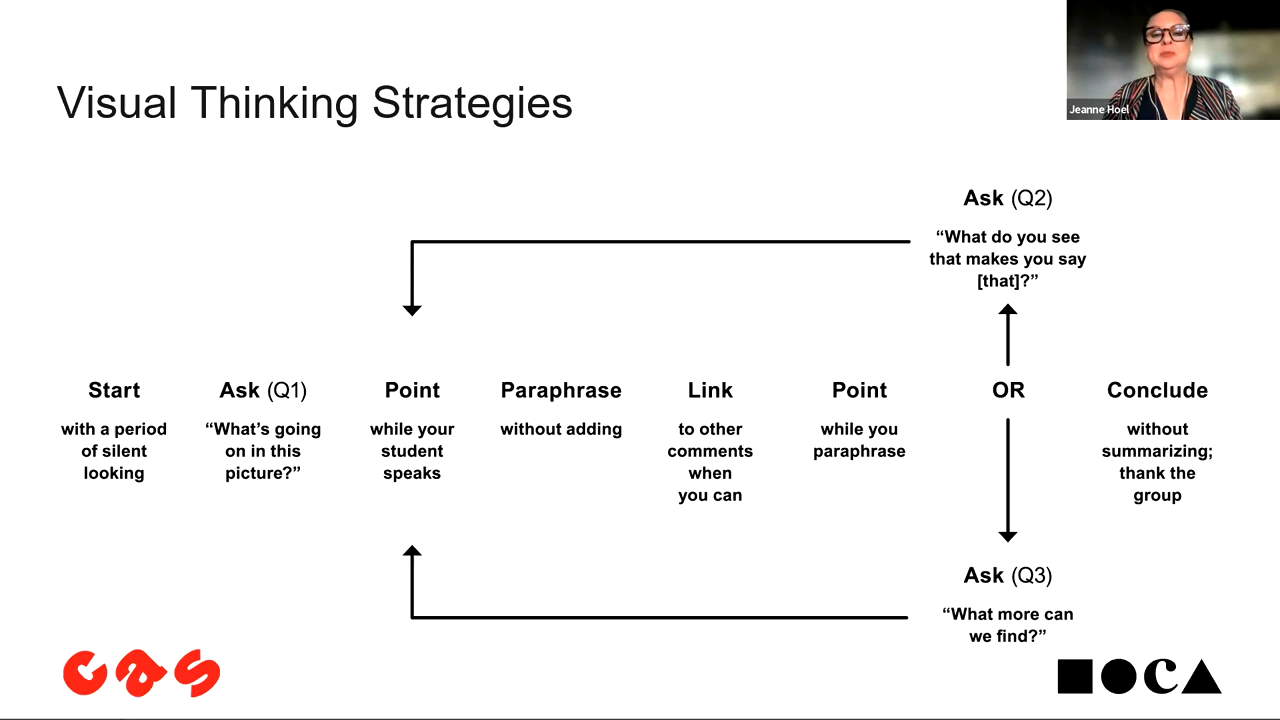 Visual Thinking Strategies
Jeanne Hoel
Ask (Q2)
“What do you see
that makes you say
[that]?”
Start
with a period
of silent
looking
Ask (Q1)
“What’s going
on in this
picture?”
Point
while your
student
speaks
Paraphrase
without adding
Link
to other
comments
when
you can
Point
while you
paraphrase
OR
Conclude
without
summarizing;
thank the
group
Ask (Q3)
“What more can
we find?”
cas
MOCA